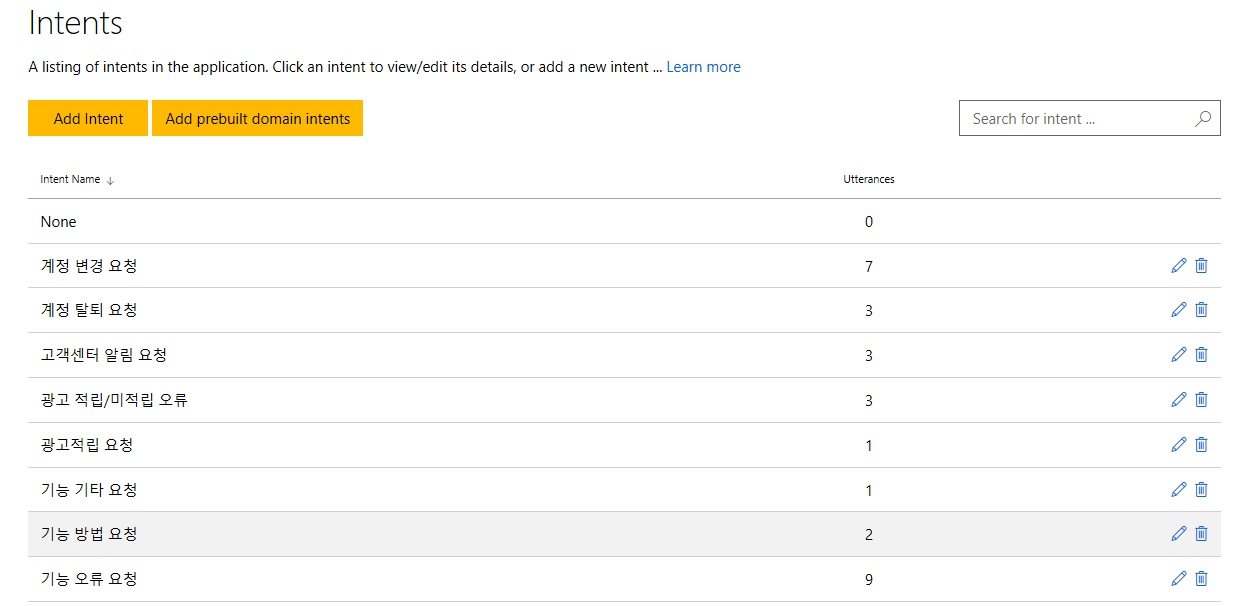 Intents
A listing of intents in the application. Click an intent to view/edit its details, or add a new intent ... Learn more
Add Intent Add prebuilt domain intents Search for intent ...
Intent Name ↓ Utterances
None 0
계정 변경 요청 7
계정 탈퇴 요청 3
고객센터 알림 요청 3
광고 적립/미적립 오류 3
광고적립 요청 1
기능 기타 요청 1
기능 방법 요청 2
기능 오류 요청 9